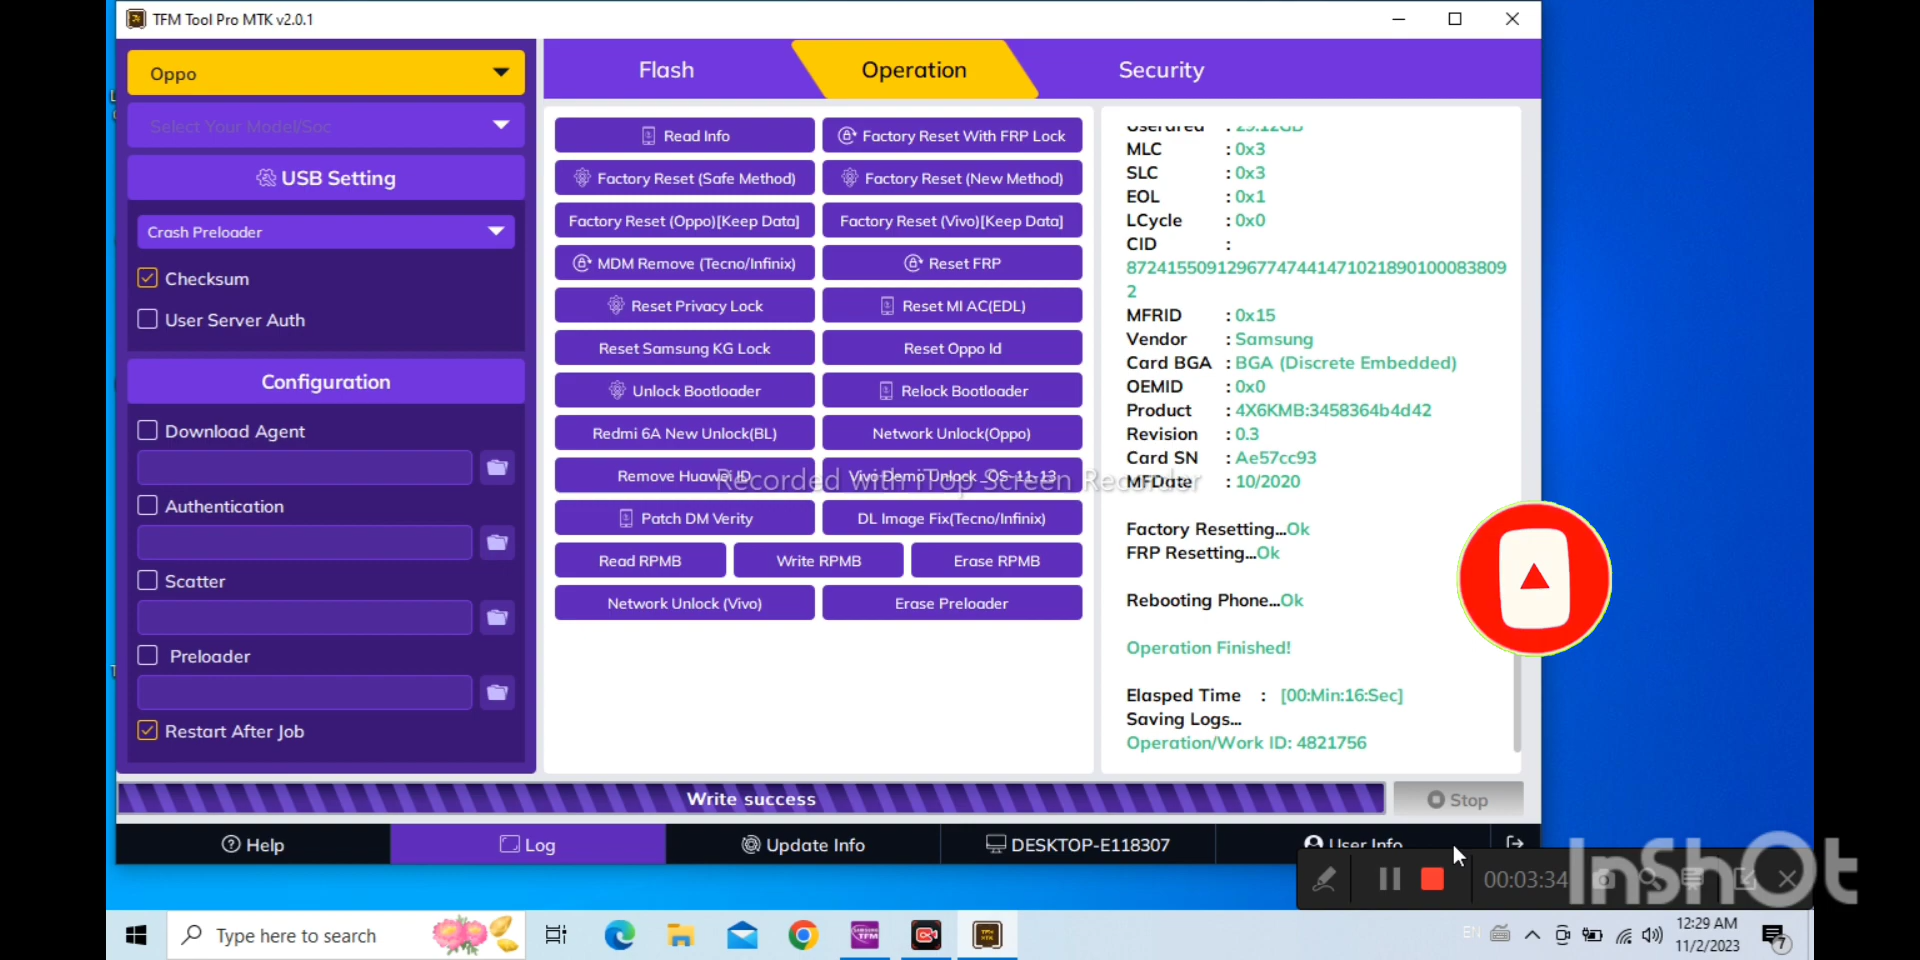 TFM Tool Pro MTK v2.0.1
Oppo
Select Your Model/Soc
USB Setting
Crash Preloader
Checksum
User Server Auth
Configuration
Download Agent
Authentication
Scatter
Preloader
Restart After Job
Flash
Operation
Security
Read Info
Factory Reset With FRP Lock
Factory Reset (Safe Method)
Factory Reset (New Method)
Factory Reset (Oppo)[Keep Data]
Factory Reset (Vivo)[Keep Data]
MDM Remove (Tecno/Infinix)
Reset FRP
Reset Privacy Lock
Reset MI AC(EDL)
Reset Samsung KG Lock
Reset Oppo Id
Unlock Bootloader
Relock Bootloader
Redmi 6A New Unlock(BL)
Network Unlock(Oppo)
Remove Huawei ID
Vivo Demo Unlock _OS-11-13
Recorded with iTop Screen Recorder
Patch DM Verity
DL Image Fix(Tecno/Infinix)
Read RPMB
Write RPMB
Erase RPMB
Network Unlock (Vivo)
Erase Preloader
Userarea : 29.12GB
MLC : 0x3
SLC : 0x3
EOL : 0x1
LCycle : 0x0
CID :
87241550912967747441471021890100083809
2
MFRID : 0x15
Vendor : Samsung
Card BGA : BGA (Discrete Embedded)
OEMID : 0x0
Product : 4X6KMB:3458364b4d42
Revision : 0.3
Card SN : Ae57cc93
MFDate : 10/2020
Factory Resetting...Ok
FRP Resetting...Ok
Rebooting Phone...Ok
Operation Finished!
Elasped Time : [00:Min:16:Sec]
Saving Logs...
Operation/Work ID: 4821756
Write success
Stop
Help
Log
Update Info
DESKTOP-E118307
User Info
00:03:34
InShOt
Type here to search
SAMSUNG
TFM
EN
12:29 AM
11/2/2023
7